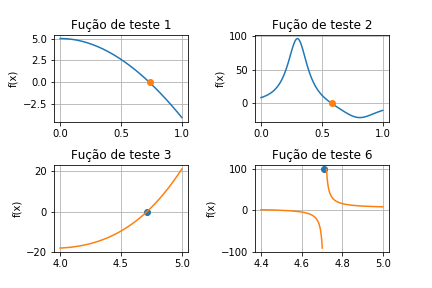 Fução de teste 1
5.0
2.5
0.0
−2.5
f(x)
0.0 0.5 1.0
Fução de teste 2
100
50
0
f(x)
0.0 0.5 1.0
Fução de teste 3
20
0
−20
f(x)
4.0 4.5 5.0
Fução de teste 6
100
0
−100
f(x)
4.4 4.6 4.8 5.0